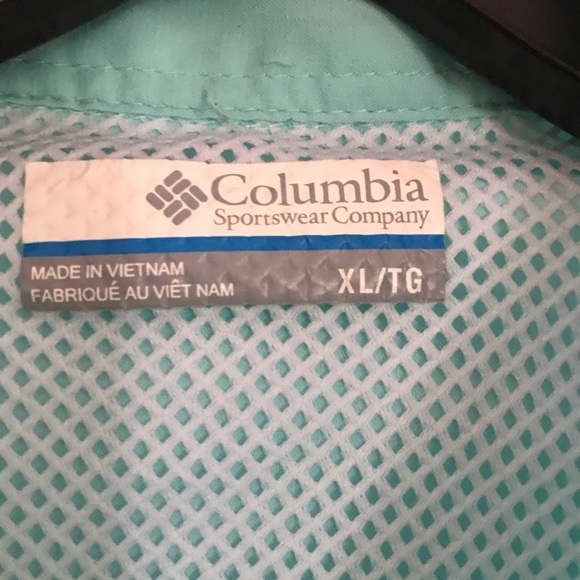 Columbia
Sportswear Company
MADE IN VIETNAM
FABRIQUÉ AU VIÊT NAM
XL/TG